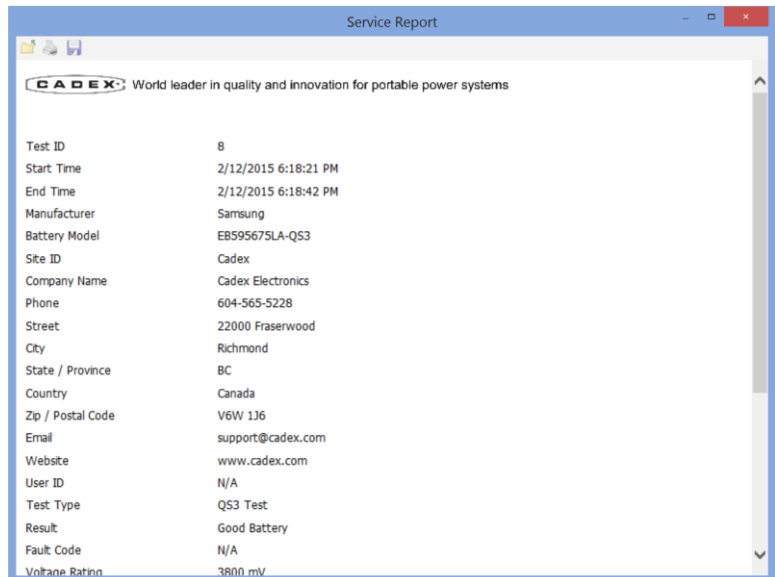 Service Report
CADEX World leader in quality and innovation for portable power systems
Test ID 8
Start Time 2/12/2015 6:18:21 PM
End Time 2/12/2015 6:18:42 PM
Manufacturer Samsung
Battery Model EB595675LA-QS3
Site ID Cadex
Company Name Cadex Electronics
Phone 604-565-5228
Street 22000 Fraserwood
City Richmond
State / Province BC
Country Canada
Zip / Postal Code V6W 1J6
Email support@cadex.com
Website www.cadex.com
User ID N/A
Test Type QS3 Test
Result Good Battery
Fault Code N/A
Voltage Rating 3800 mV